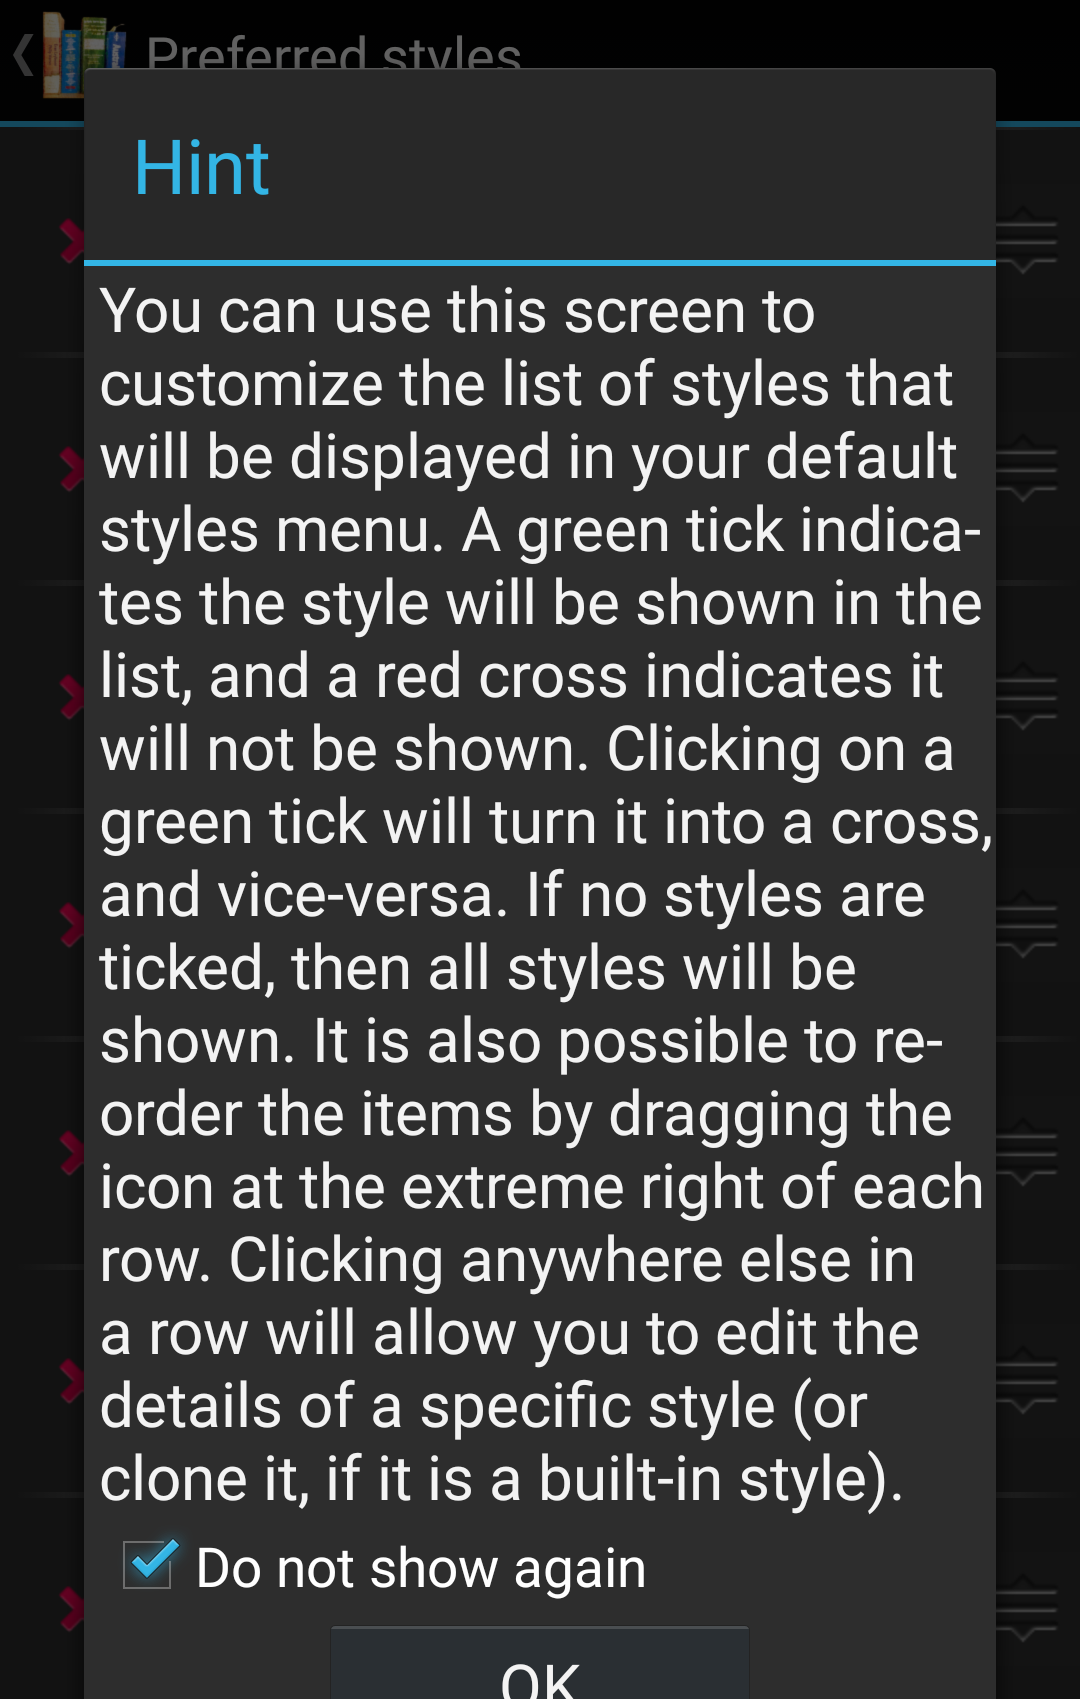 Preferred styles
Hint
You can use this screen to
customize the list of styles that
will be displayed in your default
styles menu. A green tick indica-
tes the style will be shown in the
list, and a red cross indicates it
will not be shown. Clicking on a
green tick will turn it into a cross,
and vice-versa. If no styles are
ticked, then all styles will be
shown. It is also possible to re-
order the items by dragging the
icon at the extreme right of each
row. Clicking anywhere else in
a row will allow you to edit the
details of a specific style (or
clone it, if it is a built-in style).
Do not show again
OK